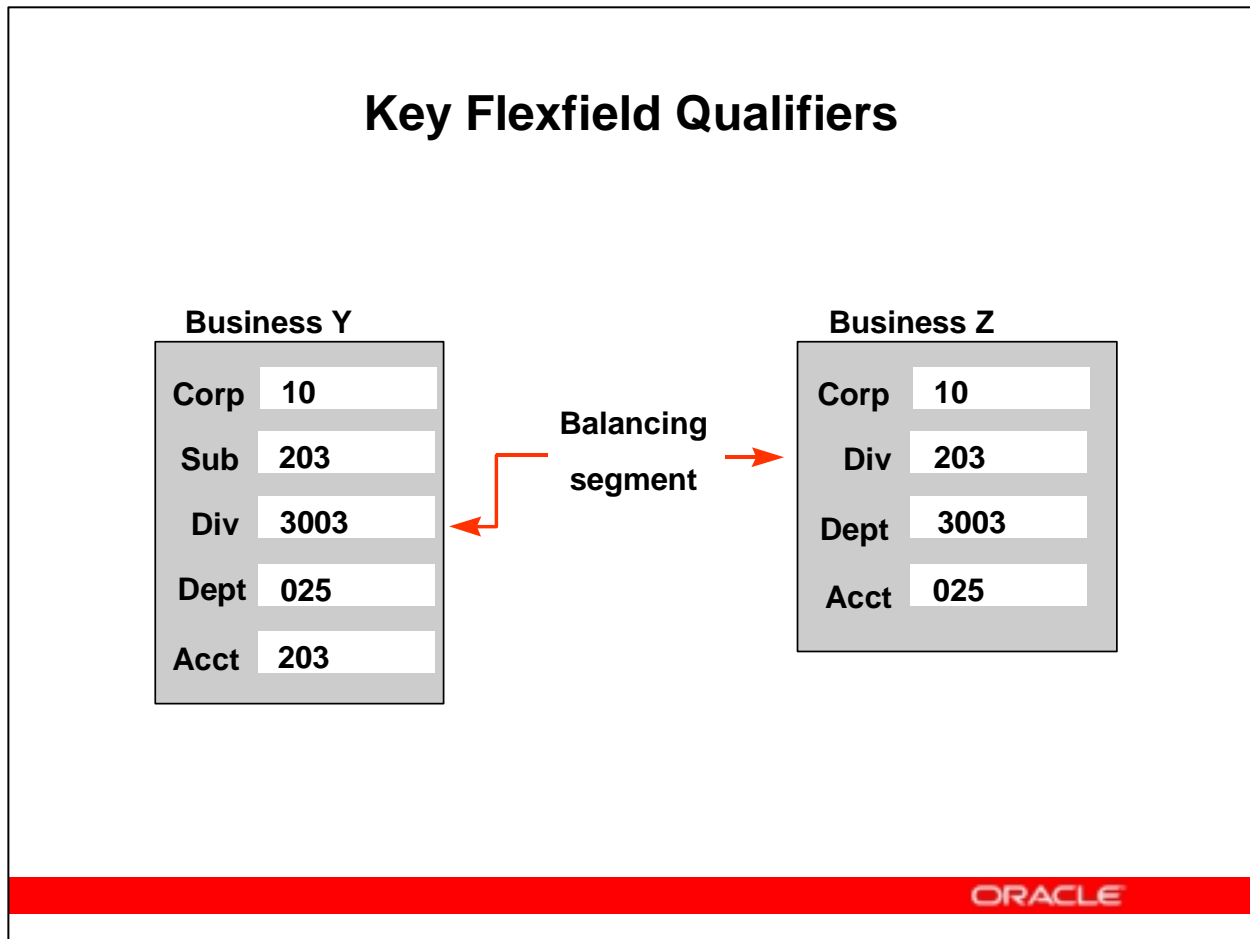 Key Flexfield Qualifiers
Business Y
Corp 10
Sub 203
Div 3003
Dept 025
Acct 203
Balancing
segment
Business Z
Corp 10
Div 203
Dept 3003
Acct 025
ORACLE